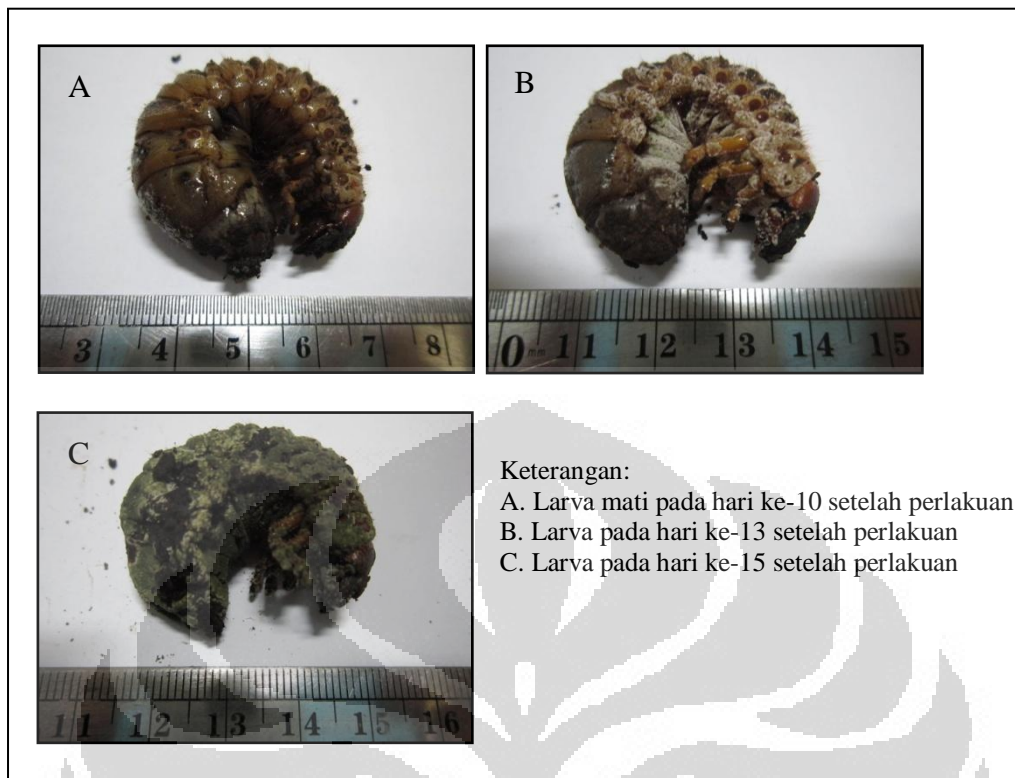 A
3 4 5 6 7 8
B
0 mm 11 12 13 14 15
C
11 12 13 14 15 16
Keterangan:
A. Larva mati pada hari ke-10 setelah perlakuan
B. Larva pada hari ke-13 setelah perlakuan
C. Larva pada hari ke-15 setelah perlakuan